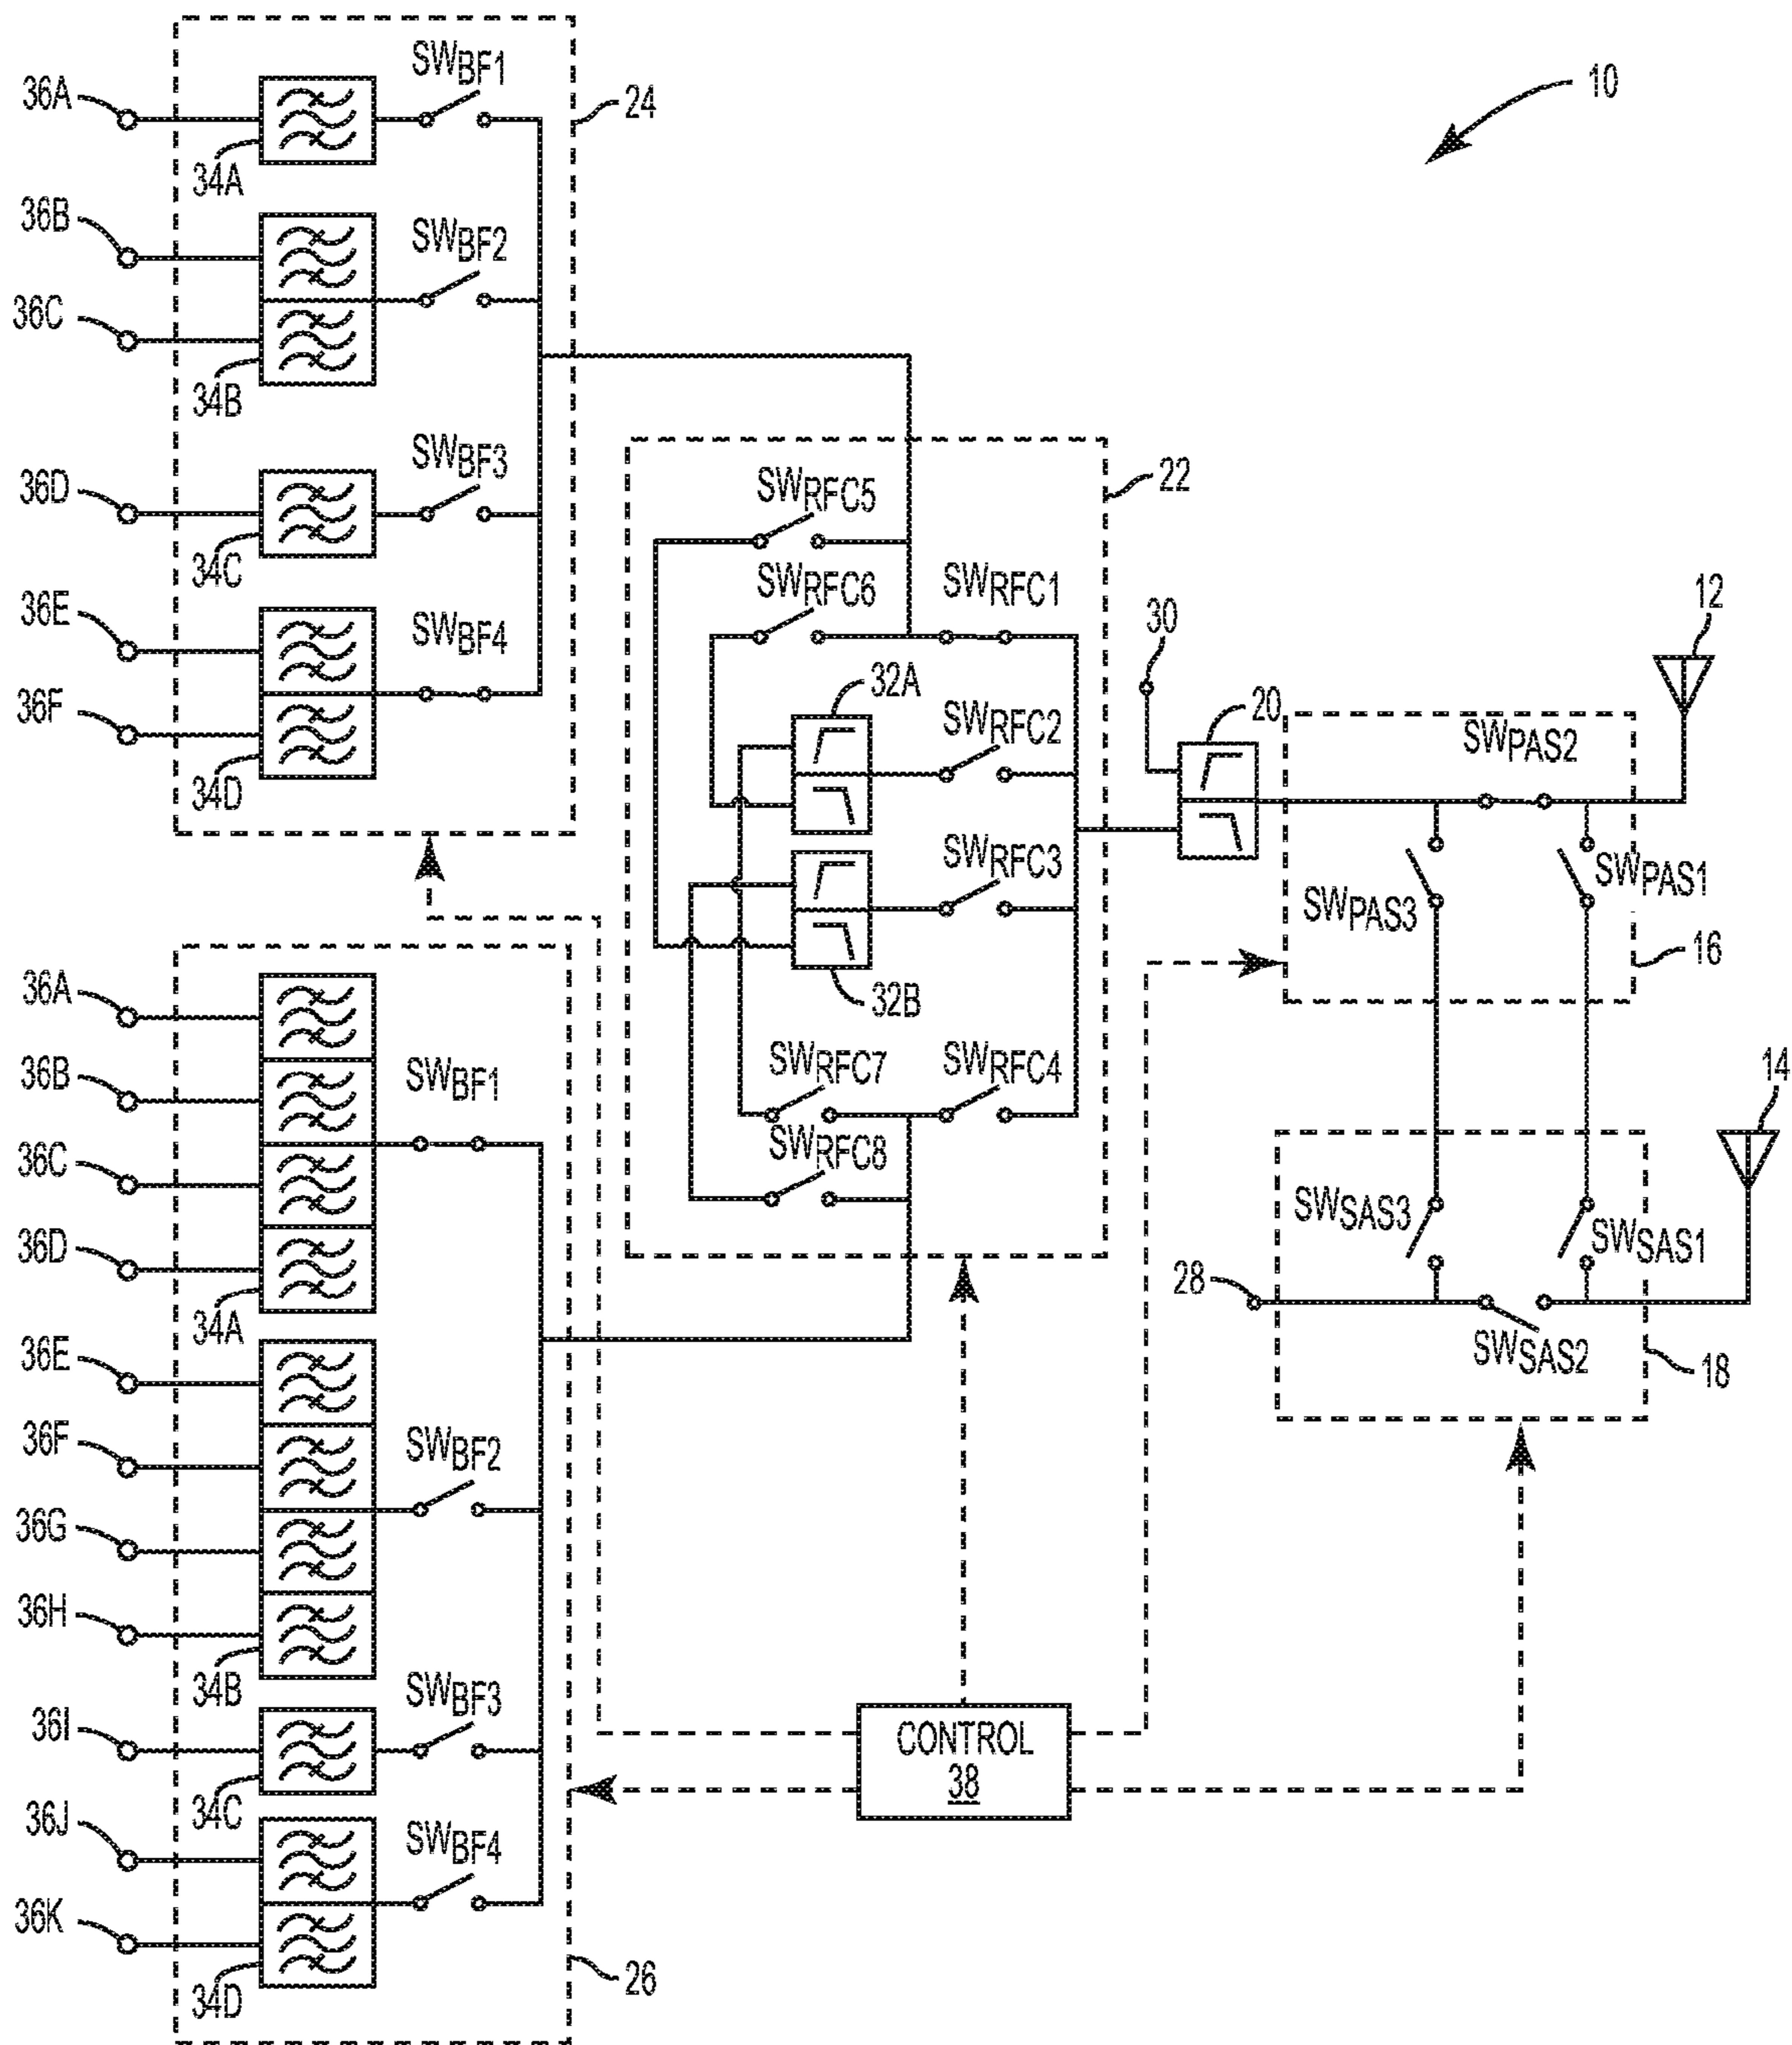 10
36A
34A
SWBF1
24
36B
36C
34B
SWBF2
36D
34C
SWBF3
36E
36F
34D
SWBF4
22
SWRFC5
SWRFC6
SWRFC1
32A
SWRFC2
SWRFC3
32B
SWRFC7
SWRFC4
SWRFC8
30
20
12
SWPAS2
SWPAS1
SWPAS3
16
14
SWSAS3
SWSAS1
28
SWSAS2
18
36A
36B
36C
36D
34A
SWBF1
36E
36F
36G
36H
34B
SWBF2
36I
34C
SWBF3
36J
36K
34D
SWBF4
26
CONTROL
38